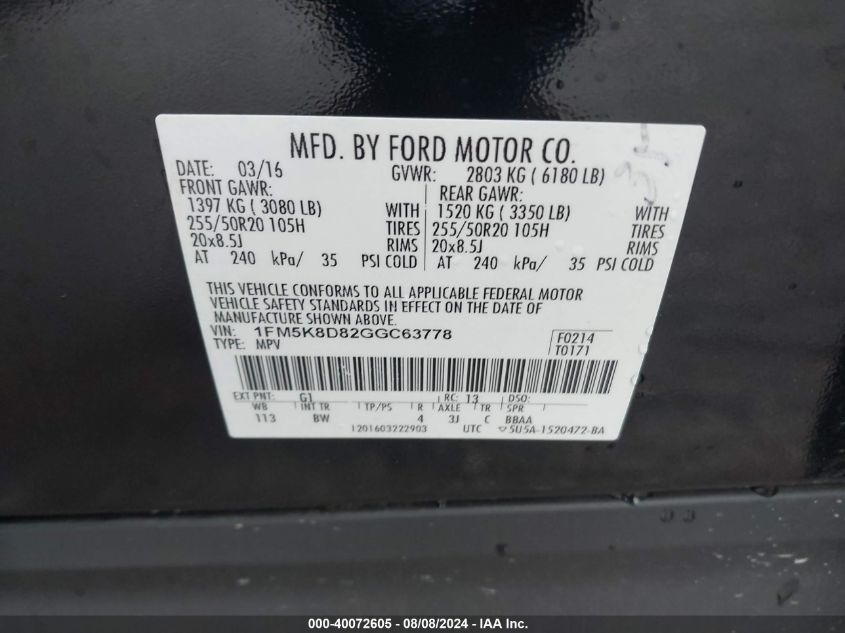 MFD. BY FORD MOTOR CO.
DATE: 03/16 GVWR: 2803 KG ( 6180 LB)
FRONT GAWR: REAR GAWR:
1397 KG ( 3080 LB) WITH 1520 KG ( 3350 LB) WITH
255/50R20 105H TIRES 255/50R20 105H TIRES
20x8.5J RIMS 20x8.5J RIMS
AT 240 kPa/ 35 PSI COLD AT 240 kPa/ 35 PSI COLD
THIS VEHICLE CONFORMS TO ALL APPLICABLE FEDERAL MOTOR
VEHICLE SAFETY STANDARDS IN EFFECT ON THE DATE OF
MANUFACTURE SHOWN ABOVE.
VIN: 1FM5K8D82GGC63778 F0214
TYPE: MPV T0171
EXT PNT: G1 RC: 13 DSO:
WB INT TR TP/PS R AXLE TR SPR
113 BW 4 3J C BBAA
1201603222903 UTC 5U5A-1520472-BA
000-40072605 - 08/08/2024 - IAA Inc.